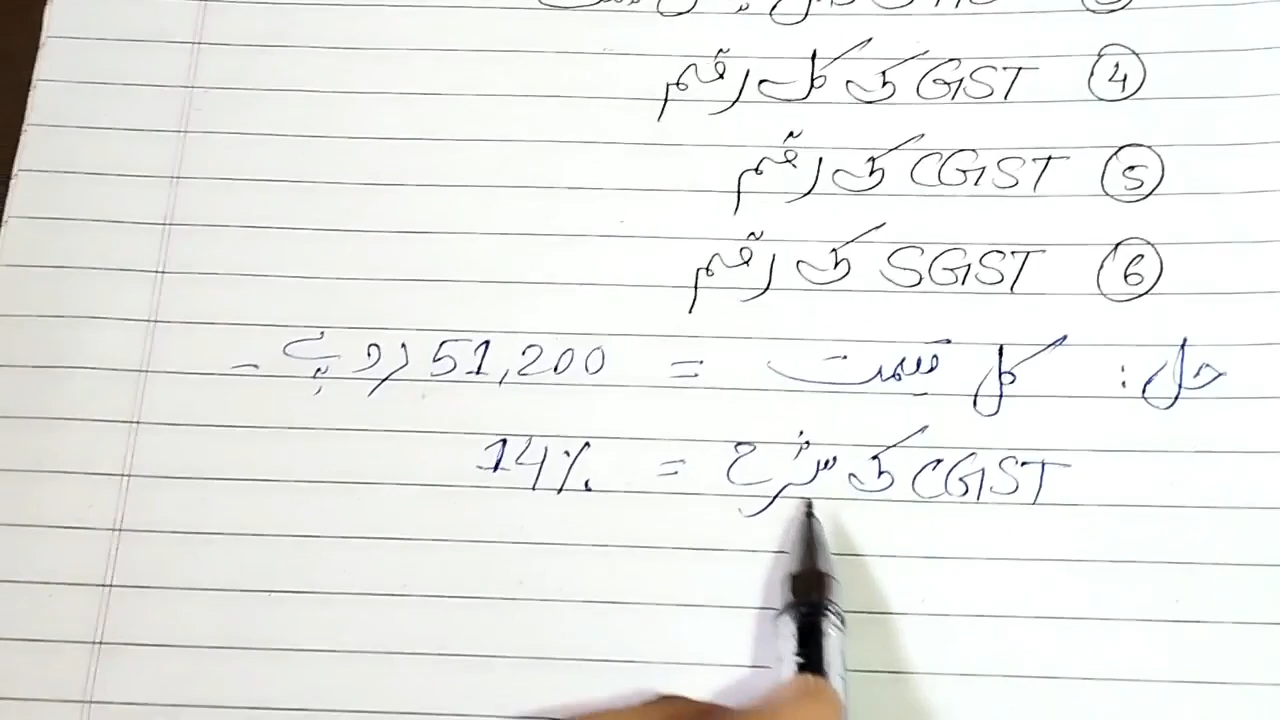 ④ GST کی کل رقم
⑤ CGST کی رقم
⑥ SGST کی رقم
حل: کل قیمت = 51,200 روپے -
CGST کی شرح = 14%